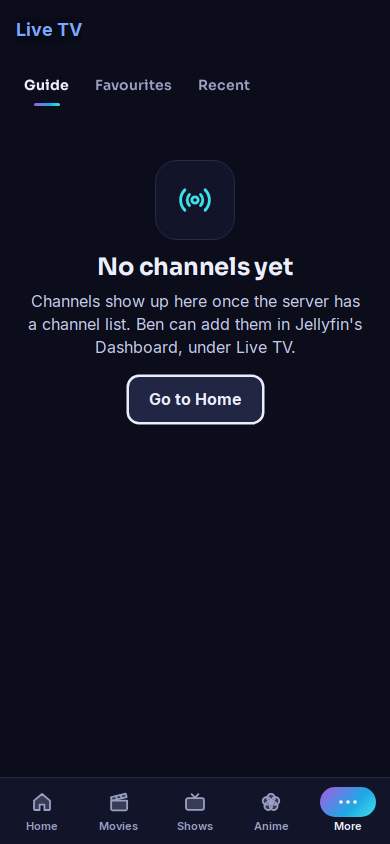 Live TV
Guide Favourites Recent
No channels yet
Channels show up here once the server has
a channel list. Ben can add them in Jellyfin's
Dashboard, under Live TV.
Go to Home
Home Movies Shows Anime More